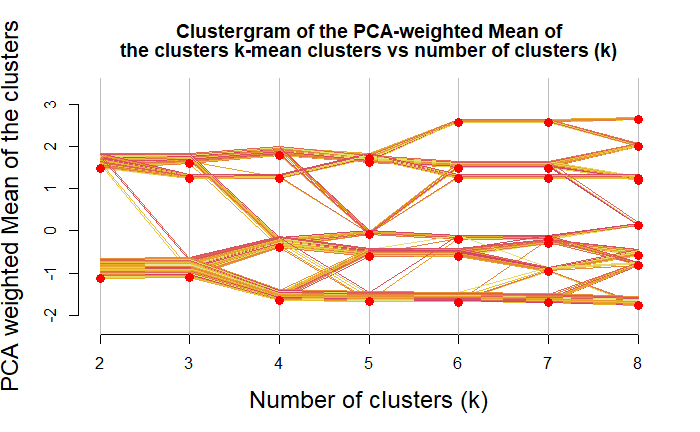 Clustergram of the PCA-weighted Mean of
the clusters k-mean clusters vs number of clusters (k)
PCA weighted Mean of the clusters
3
2
1
0
-1
-2
2 3 4 5 6 7 8
Number of clusters (k)